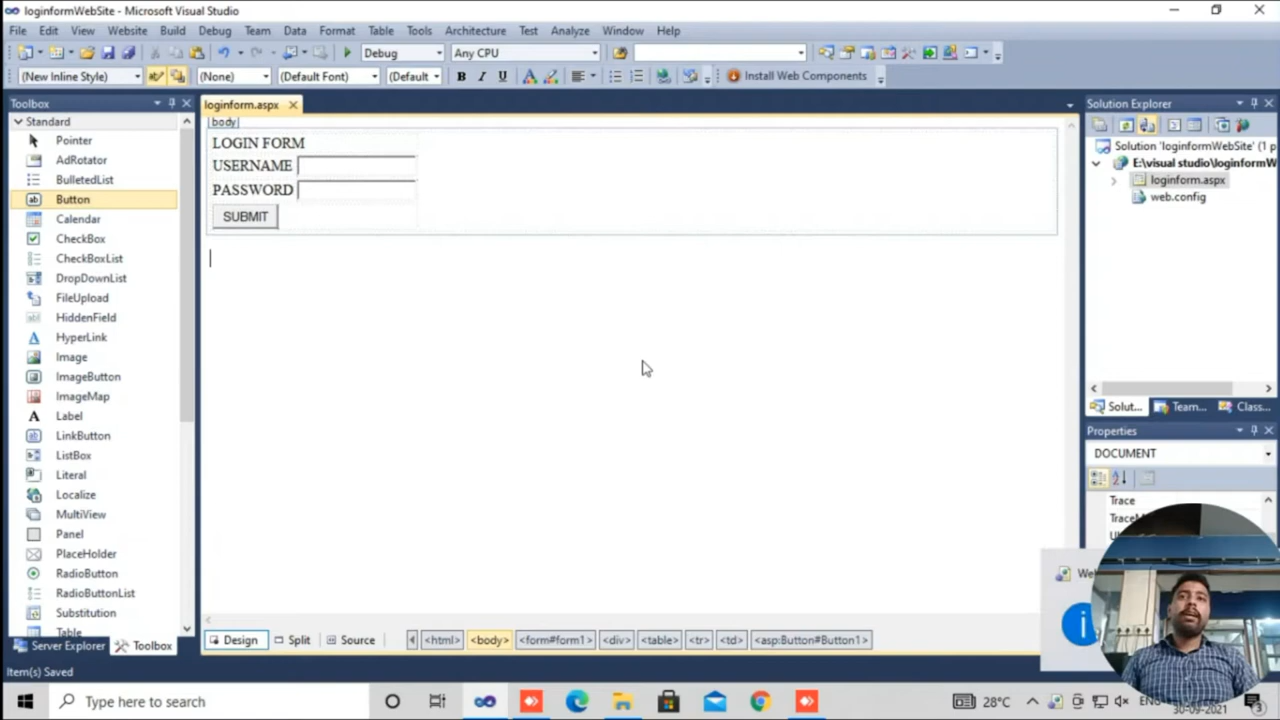 loginformWebSite - Microsoft Visual Studio
File Edit View Website Build Debug Team Data Format Table Tools Architecture Test Analyze Window Help
Debug Any CPU
(New Inline Style) (None) (Default Font) (Default B I U A Install Web Components
Toolbox
Standard
Pointer
AdRotator
BulletedList
Button
Calendar
CheckBox
CheckBoxList
DropDownList
FileUpload
HiddenField
HyperLink
Image
ImageButton
ImageMap
Label
LinkButton
ListBox
Literal
Localize
MultiView
Panel
PlaceHolder
RadioButton
RadioButtonList
Substitution
Table
Server Explorer Toolbox
loginform.aspx
body
LOGIN FORM
USERNAME
PASSWORD
SUBMIT
Design Split Source <html> <body> <form#form1> <div> <table> <tr> <td> <asp:Button#Button1>
Solution Explorer
Solution 'loginformWebSite' (1 p
E:\visual studio\loginformW
loginform.aspx
web.config
Solut... Team... Class...
Properties
DOCUMENT
Trace
Item(s) Saved
Type here to search
28°C
30-09-2021
3